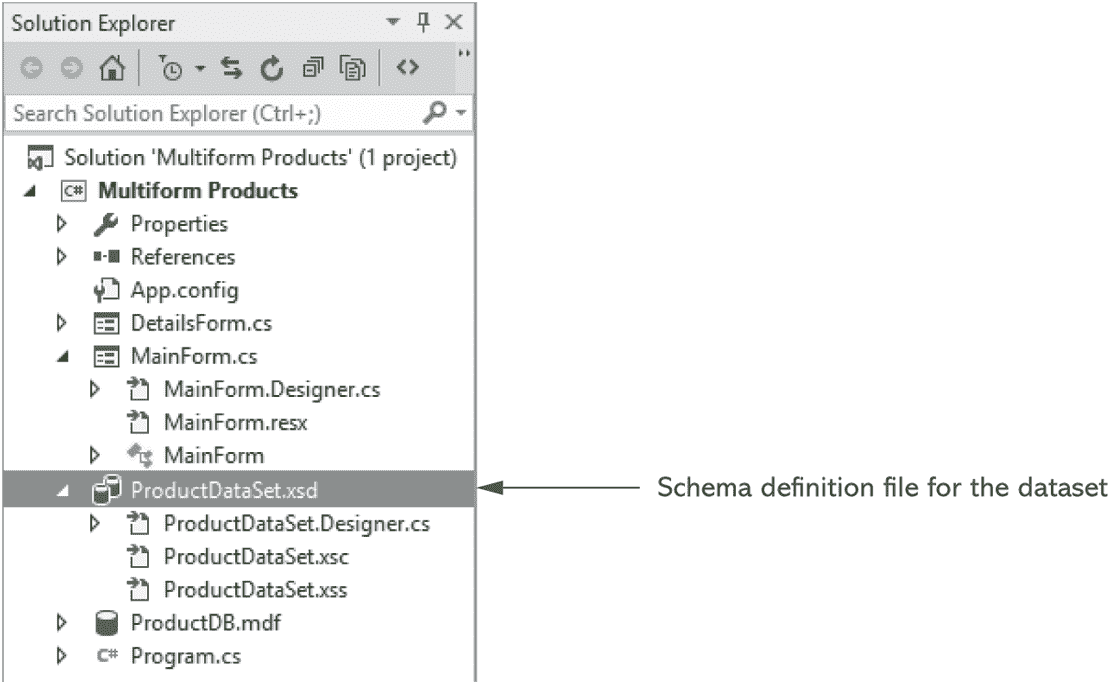 Solution Explorer
Search Solution Explorer (Ctrl+;)
Solution 'Multiform Products' (1 project)
C# Multiform Products
Properties
References
App.config
DetailsForm.cs
MainForm.cs
MainForm.Designer.cs
MainForm.resx
MainForm
ProductDataSet.xsd
Schema definition file for the dataset
ProductDataSet.Designer.cs
ProductDataSet.xsc
ProductDataSet.xss
ProductDB.mdf
C# Program.cs